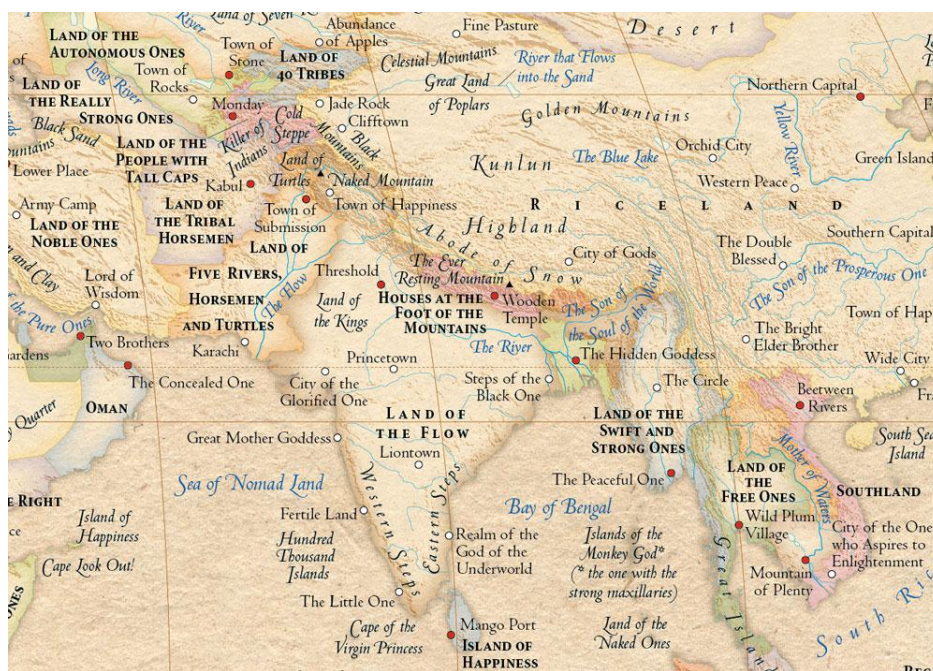 River
Land of Seven
Abundance
of Apples
Fine Pasture
Desert
LAND OF THE
AUTONOMOUS ONES
Town of
Stone
LAND OF
40 TRIBES
Celestial Mountains
River that Flows
into the Sand
Long River
Town of
Rocks
Great Land
of Poplars
Northern Capital
LAND OF
THE REALLY
STRONG ONES
Monday
Cold
Steppe
Jade Rock
Clifftown
Golden Mountains
Yellow River
Black Sand
Mountains
Killer of
Indians
Black
Mountains
Orchid City
Green Island
LAND OF THE
PEOPLE WITH
TALL CAPS
Land of
Turtles
Kunlun
The Blue Lake
Lower Place
Kabul
Naked Mountain
Western Peace
Army Camp
LAND OF
THE TRIBAL
HORSEMEN
Town of Happiness
RICELAND
LAND OF THE
NOBLE ONES
Town of
Submission
Highland
Southern Capital
and Clay
LAND OF
FIVE RIVERS,
HORSEMEN
AND TURTLES
Abode of Snow
City of Gods
The Double
Blessed
Lord of
Wisdom
Threshold
The Ever
Resting Mountain
The Son of the Prosperous One
The Flow
Land of
the Kings
HOUSES AT THE
FOOT OF THE
MOUNTAINS
Wooden
Temple
The Son of
the Soul of the World
Town of Hap
of the Pure Ones
Two Brothers
Karachi
The River
The Bright
Elder Brother
ardens
The Concealed One
Princetown
The Hidden Goddess
Wide City
City of the
Glorified One
Steps of the
Black One
The Circle
Beetween
Rivers
Fra
Quarter
OMAN
LAND OF
THE FLOW
LAND OF THE
SWIFT AND
STRONG ONES
South Sea
Island
Great Mother Goddess
Liontown
Mother of Waters
Sea of Nomad Land
The Peaceful One
LAND OF
THE
FREE ONES
SOUTHLAND
E RIGHT
Western Steps
Eastern Steps
Bay of Bengal
Wild Plum
Village
City of the One
who Aspires to
Enlightenment
ce
Island of
Happiness
Fertile Land
Hundred
Thousand
Islands
Realm of the
God of the
Underworld
Islands of the
Monkey God*
(* the one with the
strong maxillaries)
Cape Look Out!
Mountain
of Plenty
ONES
The Little One
Great Island
Cape of the
Virgin Princess
Mango Port
ISLAND OF
HAPPINESS
Land of the
Naked Ones
South Ric